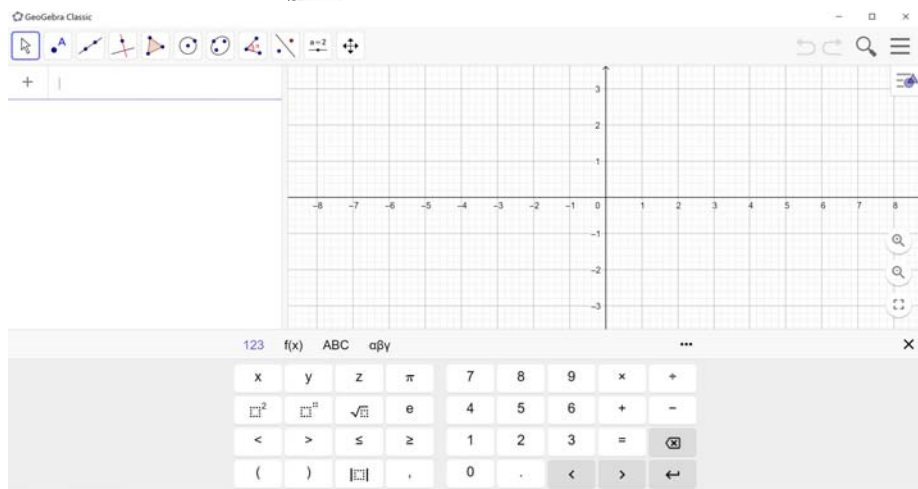 GeoGebra Classic
A
a=2
3
2
1
-8 -7 -6 -5 -4 -3 -2 -1 0 1 2 3 4 5 6 7 8
-1
-2
-3
123 f(x) ABC αβγ ...
x y z π 7 8 9 × ÷
2 √ e 4 5 6 + −
< > ≤ ≥ 1 2 3 =
( ) | | , 0 . < >